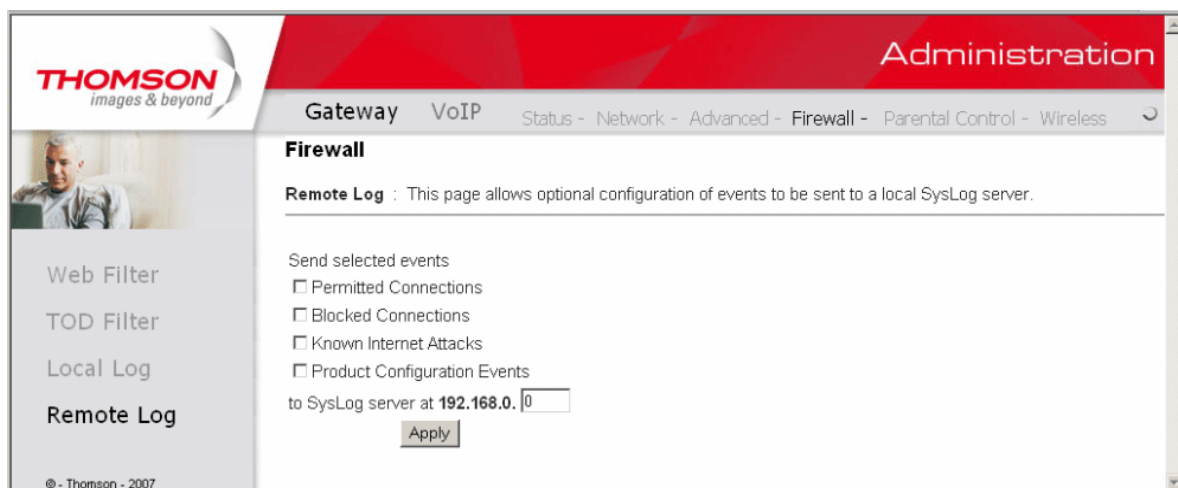 THOMSON
images & beyond
Administration
Gateway VoIP Status - Network - Advanced - Firewall - Parental Control - Wireless
Firewall
Remote Log : This page allows optional configuration of events to be sent to a local SysLog server.
Web Filter
TOD Filter
Local Log
Remote Log
© - Thomson - 2007
Send selected events
Permitted Connections
Blocked Connections
Known Internet Attacks
Product Configuration Events
to SysLog server at 192.168.0. 0
Apply